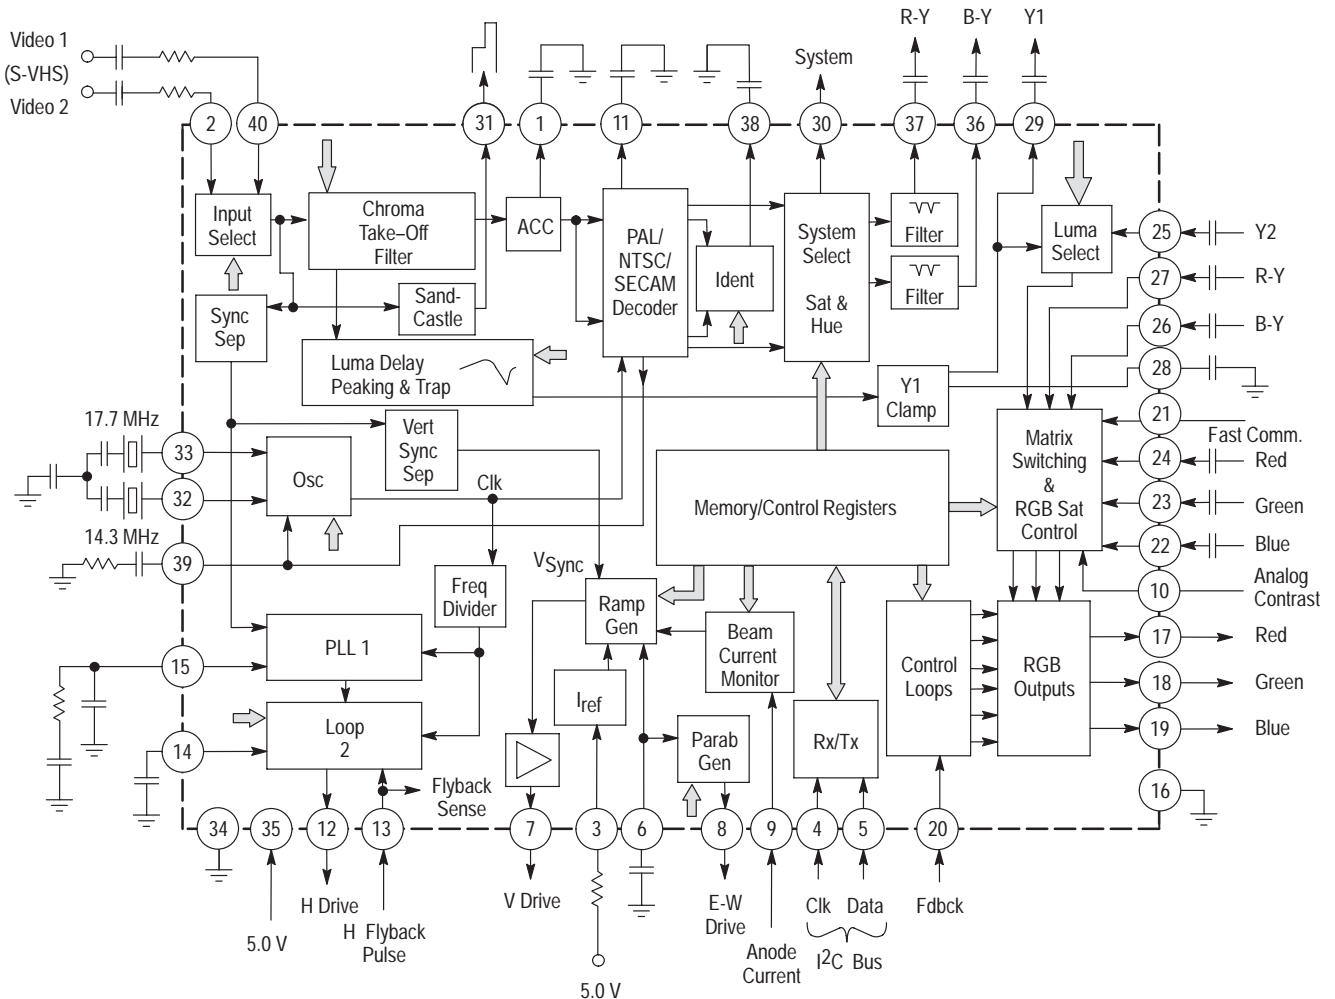 R-Y
B-Y
Y1
Video 1
(S-VHS)
Video 2
System
2
40
31
1
11
38
30
37
36
29
Input
Select
Chroma
Take–Off
Filter
ACC
PAL/
NTSC/
SECAM
Decoder
Ident
System
Select
Sat &
Hue
Filter
Filter
Luma
Select
25
Y2
27
R-Y
26
B-Y
28
Sync
Sep
Sand-
Castle
Luma Delay
Peaking & Trap
Y1
Clamp
21
Fast Comm.
17.7 MHz
33
32
14.3 MHz
39
Osc
Vert
Sync
Sep
Clk
Memory/Control Registers
Matrix
Switching
&
RGB Sat
Control
24
Red
23
Green
22
Blue
10
Analog
Contrast
VSync
Freq
Divider
Ramp
Gen
Beam
Current
Monitor
Control
Loops
RGB
Outputs
17
Red
18
Green
19
Blue
15
PLL 1
Iref
14
Loop
2
Parab
Gen
Rx/Tx
Flyback
Sense
16
34
35
12
13
7
3
6
8
9
4
5
20
5.0 V
H Drive
H Flyback
Pulse
V Drive
5.0 V
E-W
Drive
Anode
Current
Clk
Data
I2C Bus
Fdbck